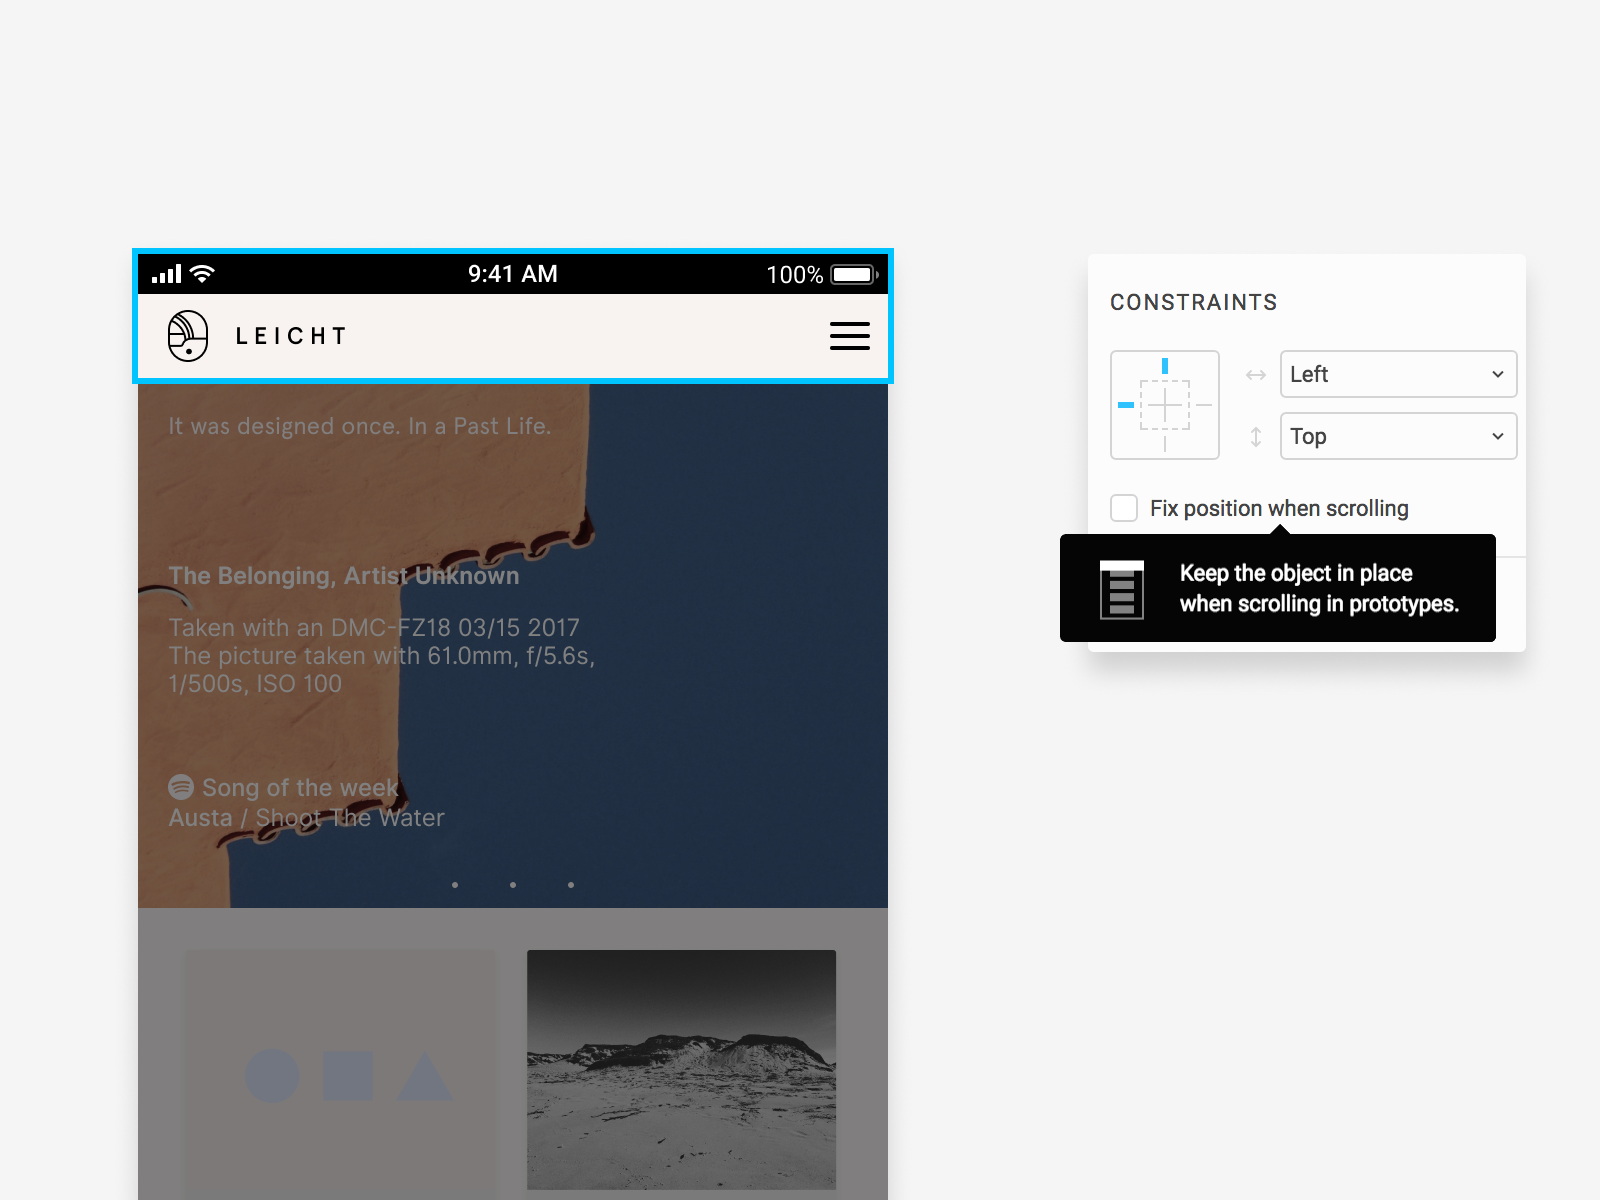 9:41 AM
100%
LEICHT
It was designed once. In a Past Life.
The Belonging, Artist Unknown
Taken with an DMC-FZ18 03/15 2017
The picture taken with 61.0mm, f/5.6s,
1/500s, ISO 100
Song of the week
Austa / Shoot The Water
CONSTRAINTS
Left
Top
Fix position when scrolling
Keep the object in place
when scrolling in prototypes.